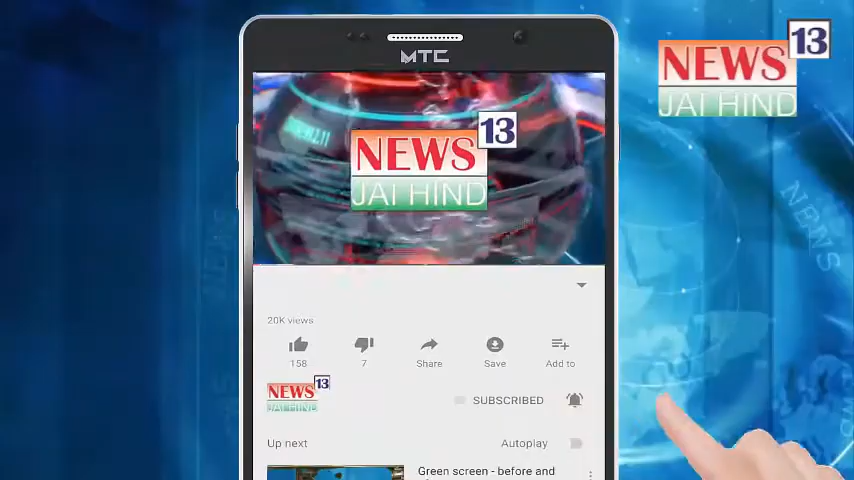 MTC
NEWS 13
JAI HIND
NEWS 13
JAI HIND
NEWS
20K views
158
7
Share
Save
Add to
NEWS 13
JAI HIND
SUBSCRIBED
Up next
Autoplay
Green screen - before and